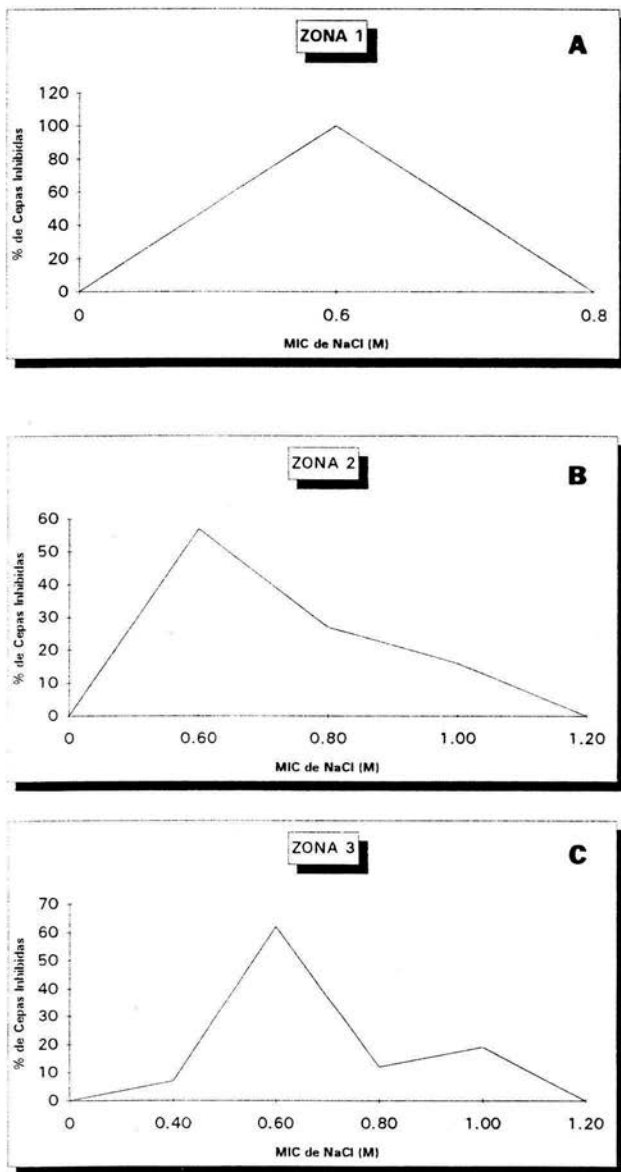 ZONA 1
A
% de Cepas Inhibidas
120
100
80
60
40
20
0
0 0.6 0.8
MIC de NaCl (M)
ZONA 2
B
% de Cepas Inhibidas
60
50
40
30
20
10
0
0 0.60 0.80 1.00 1.20
MIC de NaCl (M)
ZONA 3
C
% de Cepas Inhibidas
70
60
50
40
30
20
10
0
0 0.40 0.60 0.80 1.00 1.20
MIC de NaCl (M)